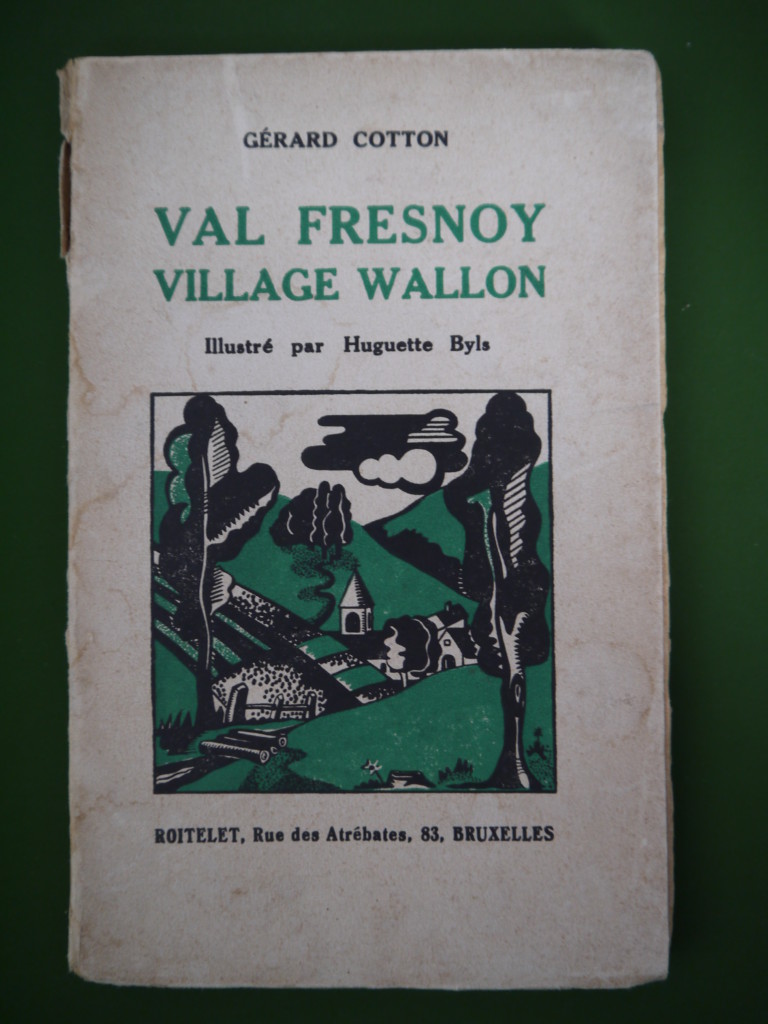 GÉRARD COTTON
VAL FRESNOY
VILLAGE WALLON
Illustré par Huguette Byls
ROITELET, Rue des Atrébates, 83, BRUXELLES